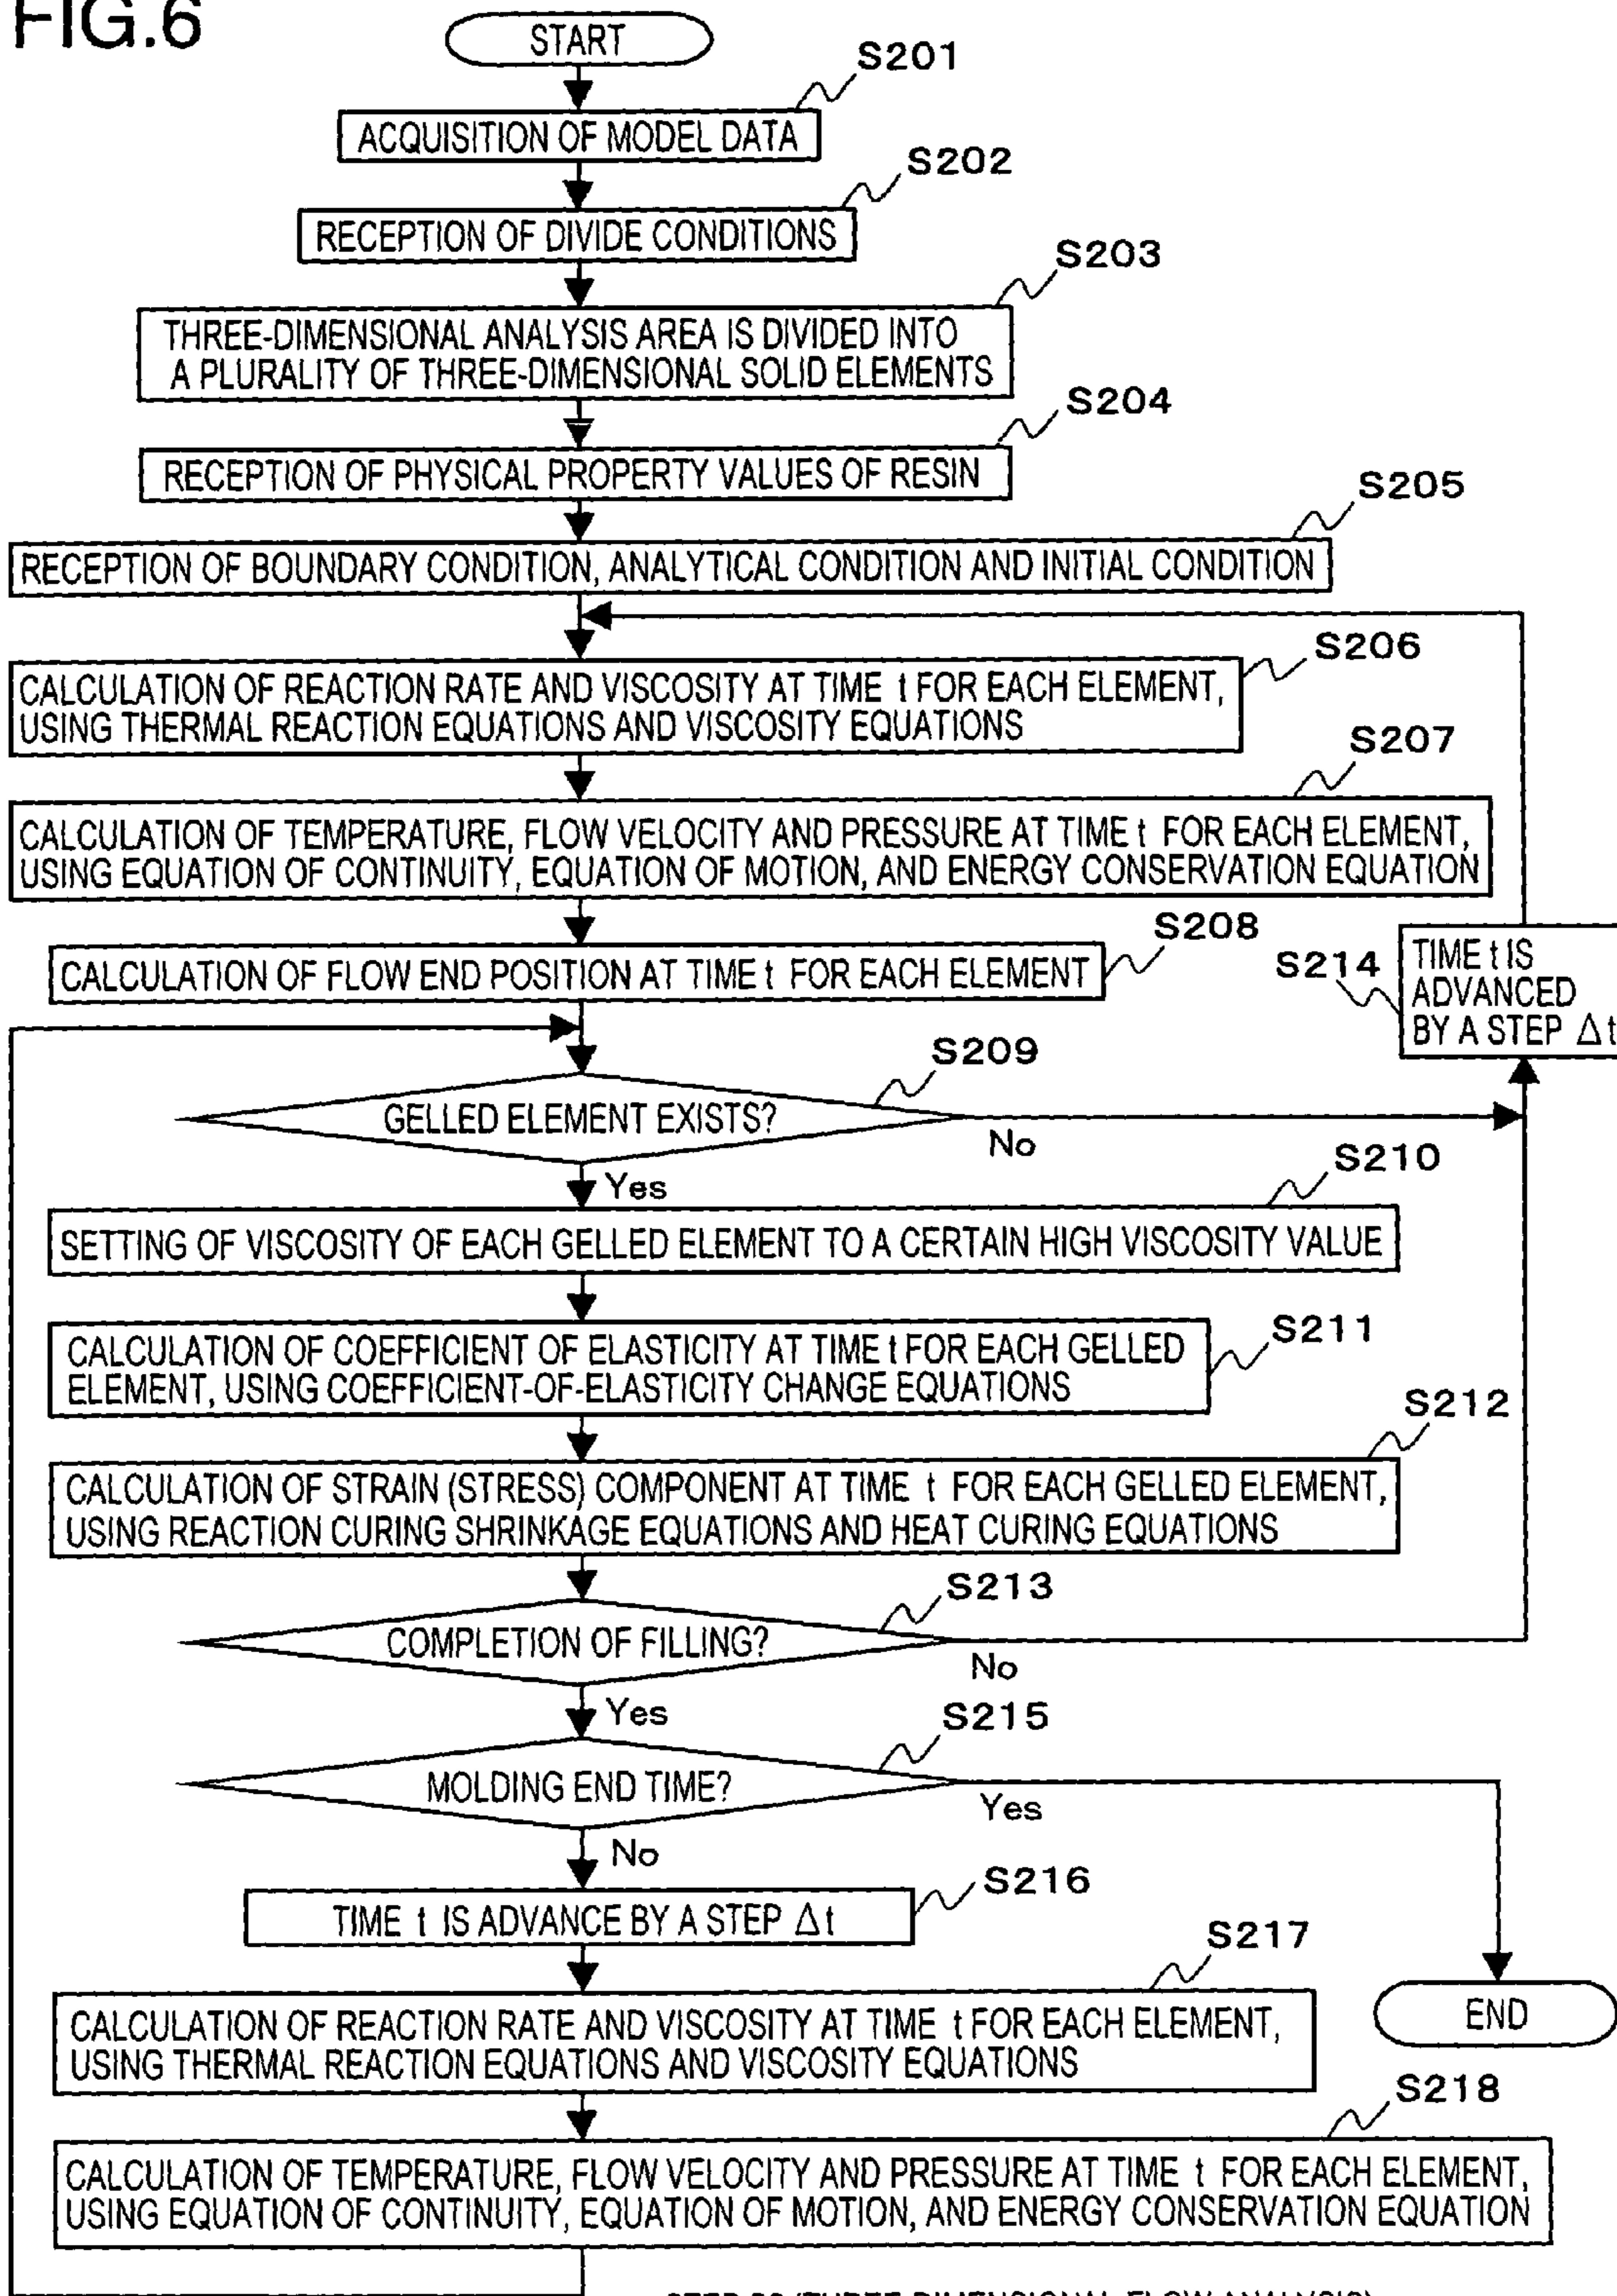 FIG.6
START
S201
ACQUISITION OF MODEL DATA
S202
RECEPTION OF DIVIDE CONDITIONS
S203
THREE-DIMENSIONAL ANALYSIS AREA IS DIVIDED INTO
A PLURALITY OF THREE-DIMENSIONAL SOLID ELEMENTS
S204
RECEPTION OF PHYSICAL PROPERTY VALUES OF RESIN
S205
RECEPTION OF BOUNDARY CONDITION, ANALYTICAL CONDITION AND INITIAL CONDITION
S206
CALCULATION OF REACTION RATE AND VISCOSITY AT TIME t FOR EACH ELEMENT,
USING THERMAL REACTION EQUATIONS AND VISCOSITY EQUATIONS
S207
CALCULATION OF TEMPERATURE, FLOW VELOCITY AND PRESSURE AT TIME t FOR EACH ELEMENT,
USING EQUATION OF CONTINUITY, EQUATION OF MOTION, AND ENERGY CONSERVATION EQUATION
S208
CALCULATION OF FLOW END POSITION AT TIME t FOR EACH ELEMENT
S214
TIME t IS
ADVANCED
BY A STEP Δt
S209
GELLED ELEMENT EXISTS?
No
Yes
S210
SETTING OF VISCOSITY OF EACH GELLED ELEMENT TO A CERTAIN HIGH VISCOSITY VALUE
S211
CALCULATION OF COEFFICIENT OF ELASTICITY AT TIME t FOR EACH GELLED
ELEMENT, USING COEFFICIENT-OF-ELASTICITY CHANGE EQUATIONS
S212
CALCULATION OF STRAIN (STRESS) COMPONENT AT TIME t FOR EACH GELLED ELEMENT,
USING REACTION CURING SHRINKAGE EQUATIONS AND HEAT CURING EQUATIONS
S213
COMPLETION OF FILLING?
No
Yes
S215
MOLDING END TIME?
Yes
No
S216
TIME t IS ADVANCE BY A STEP Δt
S217
CALCULATION OF REACTION RATE AND VISCOSITY AT TIME t FOR EACH ELEMENT,
USING THERMAL REACTION EQUATIONS AND VISCOSITY EQUATIONS
END
S218
CALCULATION OF TEMPERATURE, FLOW VELOCITY AND PRESSURE AT TIME t FOR EACH ELEMENT,
USING EQUATION OF CONTINUITY, EQUATION OF MOTION, AND ENERGY CONSERVATION EQUATION